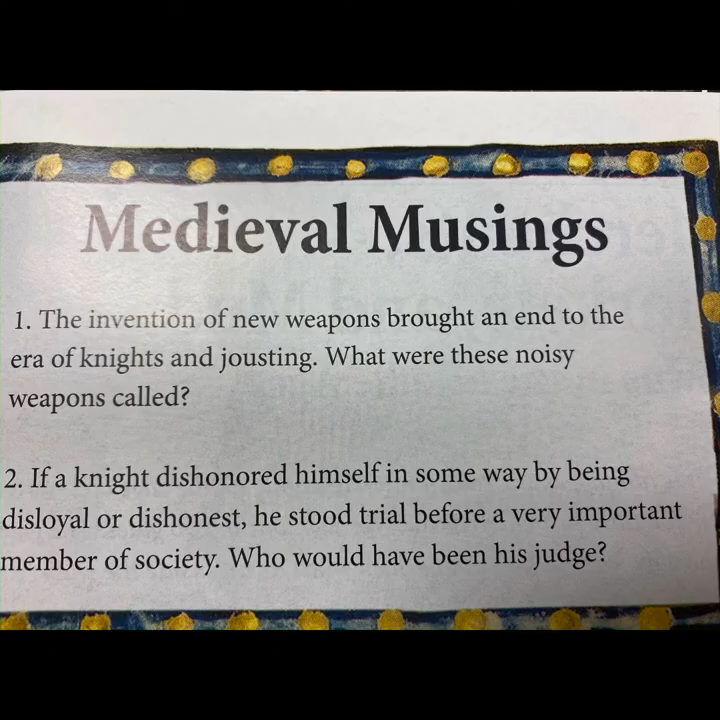 Medieval Musings
1. The invention of new weapons brought an end to the
era of knights and jousting. What were these noisy
weapons called?
2. If a knight dishonored himself in some way by being
disloyal or dishonest, he stood trial before a very important
member of society. Who would have been his judge?